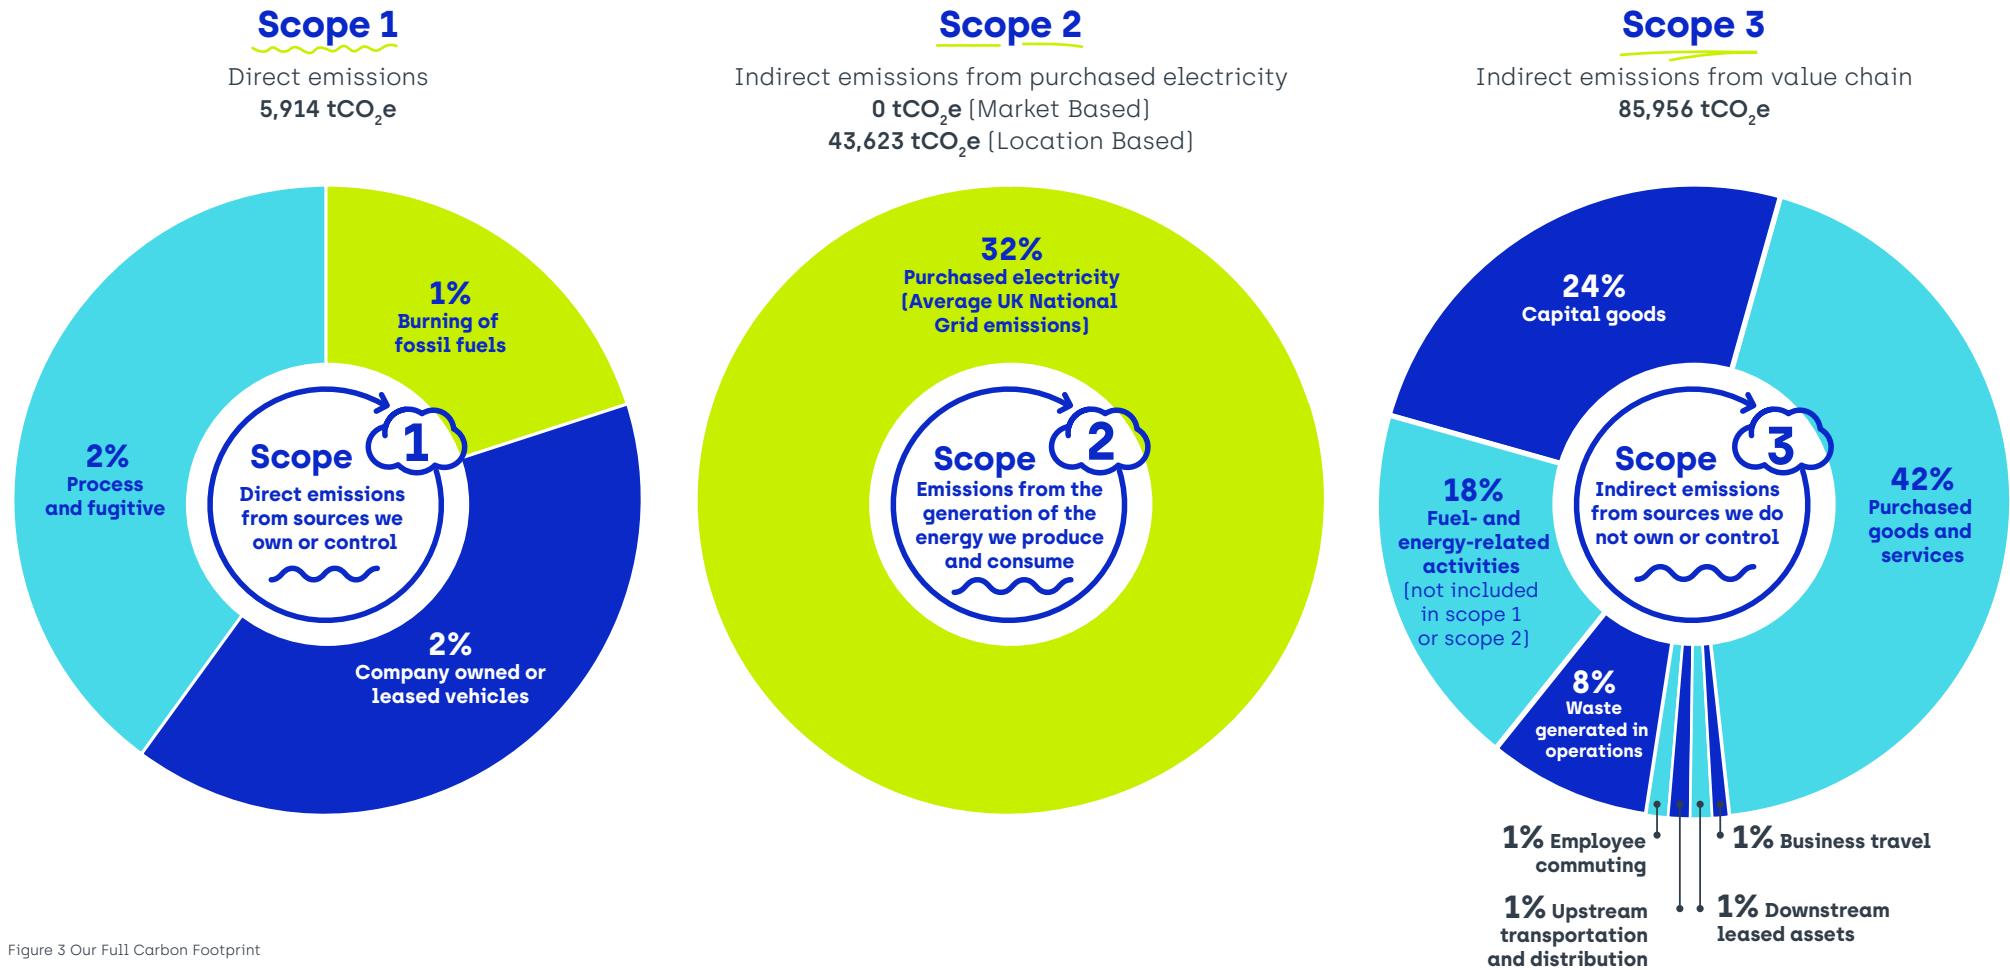 Scope 1
Direct emissions
5,914 tCO₂e
Scope 2
Indirect emissions from purchased electricity
0 tCO₂e (Market Based)
43,623 tCO₂e (Location Based)
Scope 3
Indirect emissions from value chain
85,956 tCO₂e
1%
Burning of
fossil fuels
2%
Process
and fugitive
2%
Company owned or
leased vehicles
Scope 1
Direct emissions
from sources we
own or control
32%
Purchased electricity
(Average UK National
Grid emissions)
Scope 2
Emissions from the
generation of the
energy we produce
and consume
24%
Capital goods
42%
Purchased
goods and
services
18%
Fuel- and
energy-related
activities
(not included
in scope 1
or scope 2)
8%
Waste
generated in
operations
Scope 3
Indirect emissions
from sources we do
not own or control
1% Employee
commuting
1% Business travel
1% Upstream
transportation
and distribution
1% Downstream
leased assets
Figure 3 Our Full Carbon Footprint